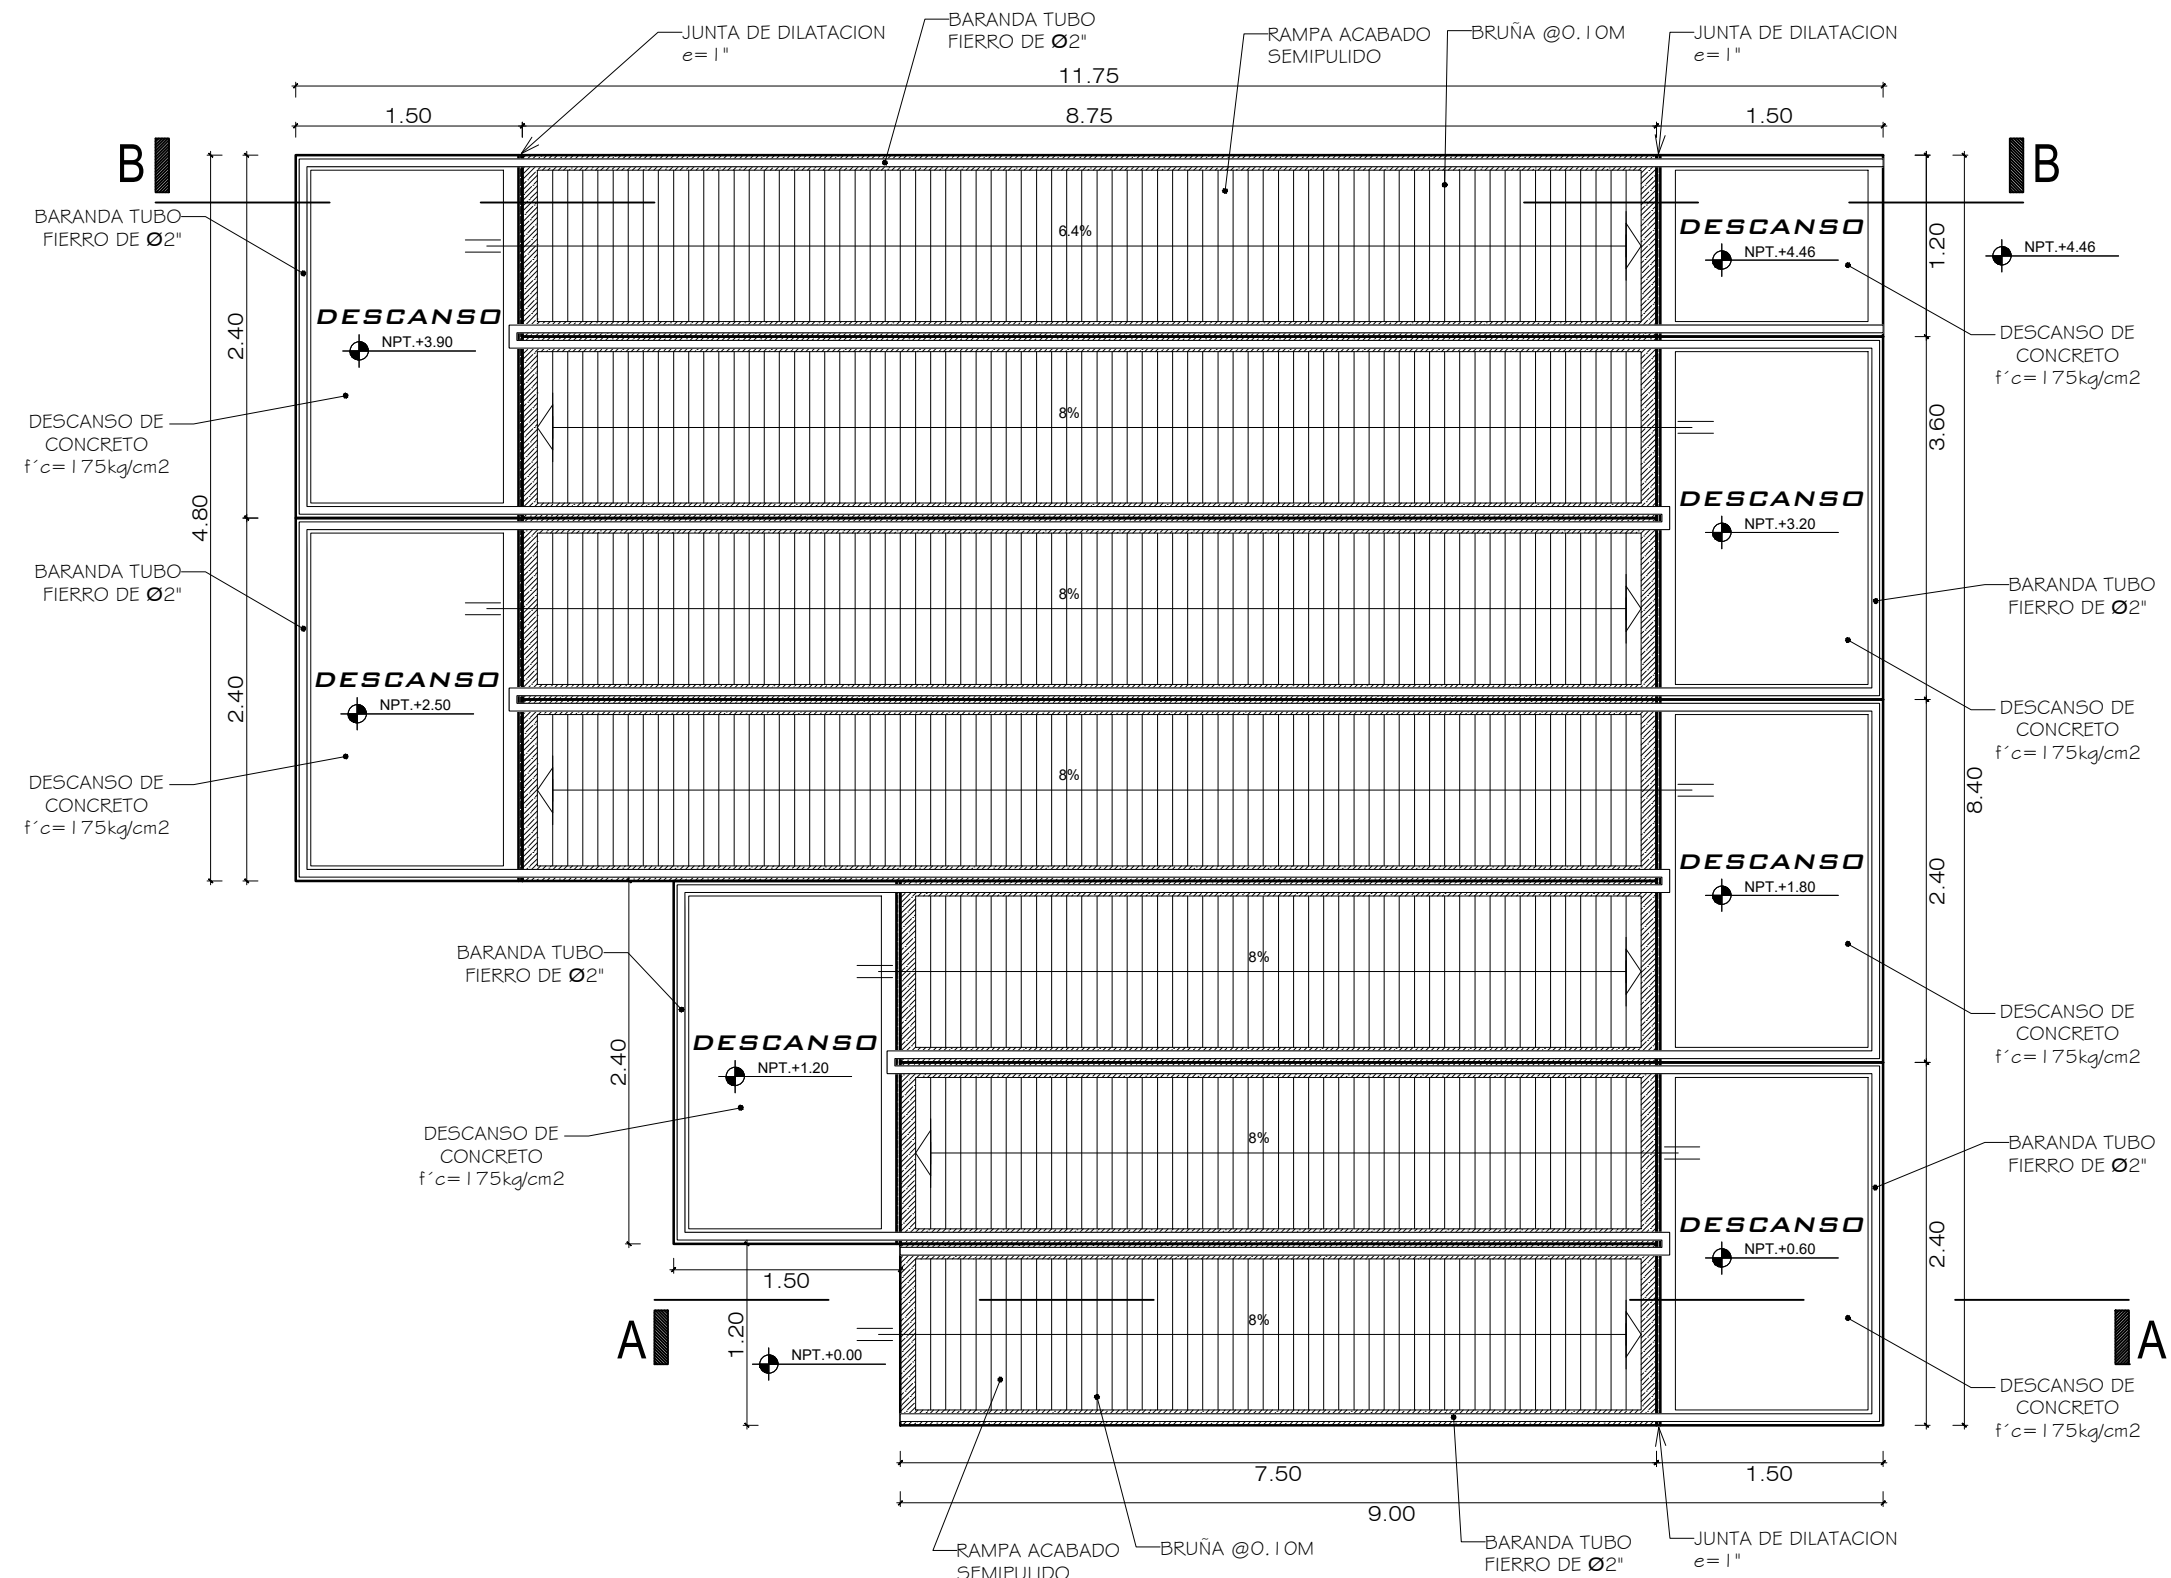 JUNTA DE DILATACION
e=1"
BARANDA TUBO
FIERRO DE Ø2"
RAMPA ACABADO
SEMIPULIDO
BRUÑA @0.10M
JUNTA DE DILATACION
e=1"
11.75
1.50
8.75
1.50
B
B
BARANDA TUBO
FIERRO DE Ø2"
6.4%
DESCANSO
NPT.+4.46
1.20
NPT.+4.46
DESCANSO
NPT.+3.90
2.40
DESCANSO DE
CONCRETO
f´c=175kg/cm2
8%
3.60
DESCANSO DE
CONCRETO
f´c=175kg/cm2
4.80
DESCANSO
NPT.+3.20
BARANDA TUBO
FIERRO DE Ø2"
8%
BARANDA TUBO
FIERRO DE Ø2"
DESCANSO
NPT.+2.50
2.40
DESCANSO DE
CONCRETO
f´c=175kg/cm2
DESCANSO DE
CONCRETO
f´c=175kg/cm2
8%
8.40
DESCANSO
NPT.+1.80
2.40
BARANDA TUBO
FIERRO DE Ø2"
8%
DESCANSO
NPT.+1.20
2.40
DESCANSO DE
CONCRETO
f´c=175kg/cm2
DESCANSO DE
CONCRETO
f´c=175kg/cm2
8%
BARANDA TUBO
FIERRO DE Ø2"
DESCANSO
NPT.+0.60
2.40
1.50
A
1.20
NPT.+0.00
8%
A
DESCANSO DE
CONCRETO
f´c=175kg/cm2
7.50
1.50
9.00
RAMPA ACABADO
SEMIPULIDO
BRUÑA @0.10M
BARANDA TUBO
FIERRO DE Ø2"
JUNTA DE DILATACION
e=1"